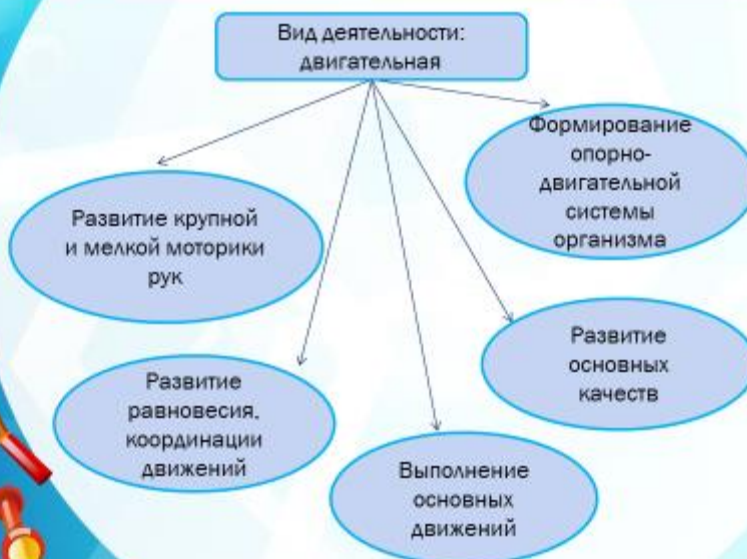 Вид деятельности:
двигательная
Формирование
опорно-
двигательной
системы
организма
Развитие крупной
и мелкой моторики
рук
Развитие
основных
качеств
Развитие
равновесия,
координации
движений
Выполнение
основных
движений